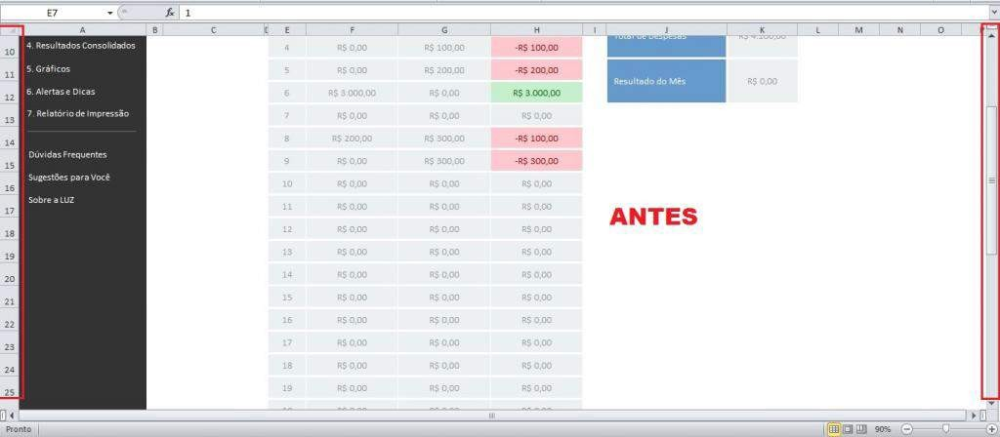 E7 fx 1
A B C E F G H I J K L M N O P
10 4. Resultados Consolidados 4 R$ 0,00 R$ 100,00 -R$ 100,00 Total de Despesas R$ 4.100,00
11 5. Gráficos 5 R$ 0,00 R$ 200,00 -R$ 200,00 Resultado do Mês R$ 0,00
12 6. Alertas e Dicas 6 R$ 3.000,00 R$ 0,00 R$ 3.000,00
13 7. Relatório de Impressão 7 R$ 0,00 R$ 0,00 R$ 0,00
14 8 R$ 200,00 R$ 300,00 -R$ 100,00
15 Dúvidas Frequentes 9 R$ 0,00 R$ 300,00 -R$ 300,00
16 Sugestões para Você 10 R$ 0,00 R$ 0,00 R$ 0,00
17 Sobre a LUZ 11 R$ 0,00 R$ 0,00 R$ 0,00
ANTES
18 12 R$ 0,00 R$ 0,00 R$ 0,00
19 13 R$ 0,00 R$ 0,00 R$ 0,00
20 14 R$ 0,00 R$ 0,00 R$ 0,00
21 15 R$ 0,00 R$ 0,00 R$ 0,00
22 16 R$ 0,00 R$ 0,00 R$ 0,00
23 17 R$ 0,00 R$ 0,00 R$ 0,00
24 18 R$ 0,00 R$ 0,00 R$ 0,00
25 19 R$ 0,00 R$ 0,00 R$ 0,00
Pronto 90%